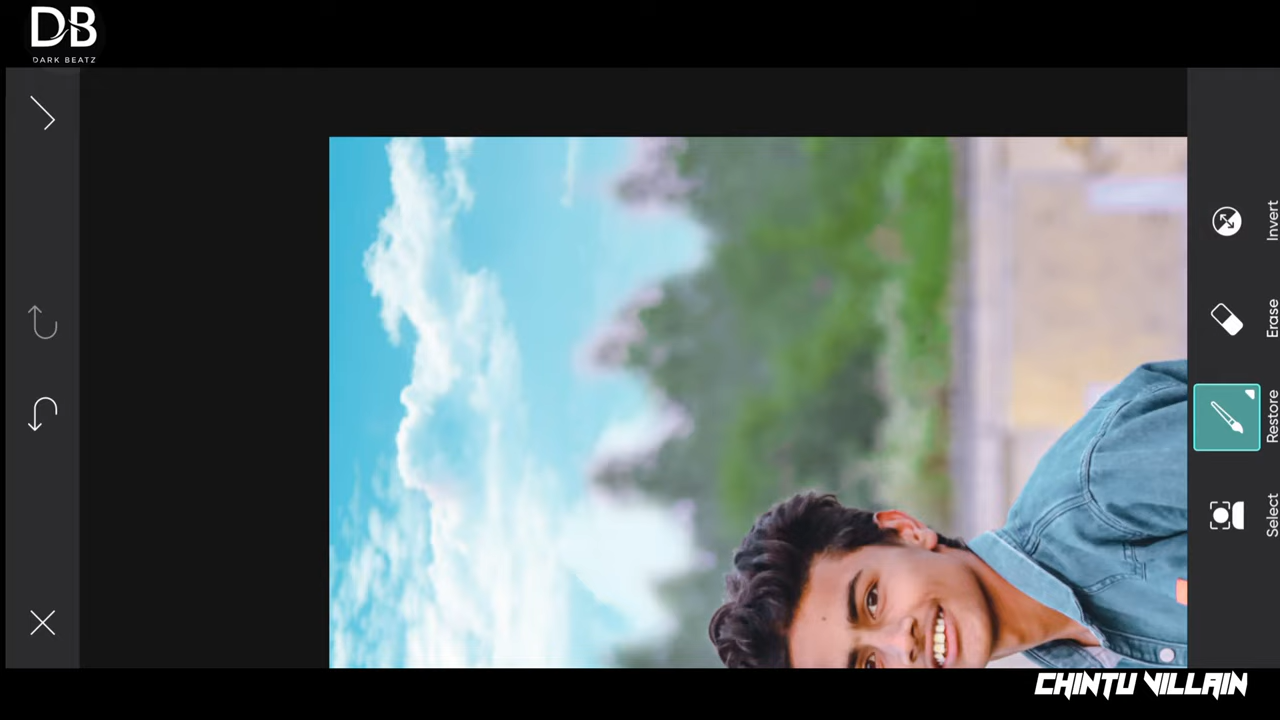 DB
DARK BEATZ
Invert
Erase
Restore
Select
CHINTU VILLAIN